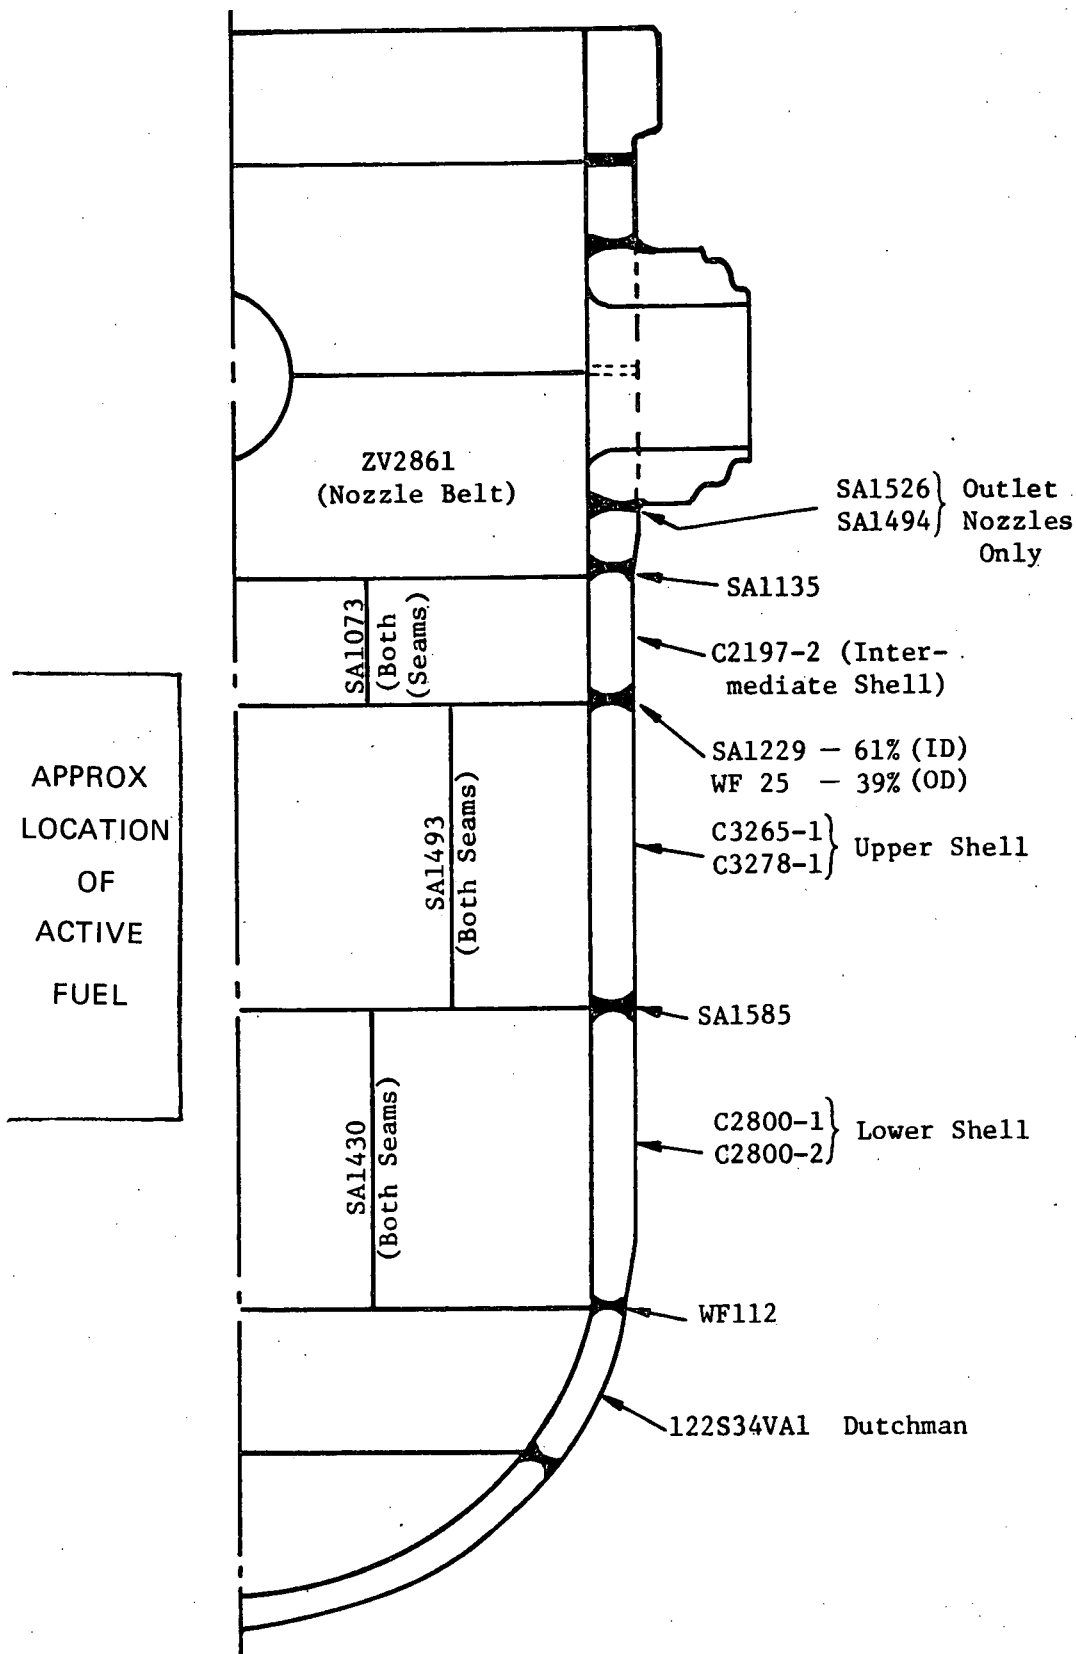 ZV2861
(Nozzle Belt)
SA1526} Outlet
SA1494} Nozzles
Only
SA1135
SA1073
(Both
(Seams)
C2197-2 (Inter-
mediate Shell)
SA1229 — 61% (ID)
WF 25 — 39% (OD)
APPROX
LOCATION
OF
ACTIVE
FUEL
SA1493
(Both Seams)
C3265-1} Upper Shell
C3278-1}
SA1585
SA1430
(Both Seams)
C2800-1} Lower Shell
C2800-2}
WF112
122S34VA1 Dutchman